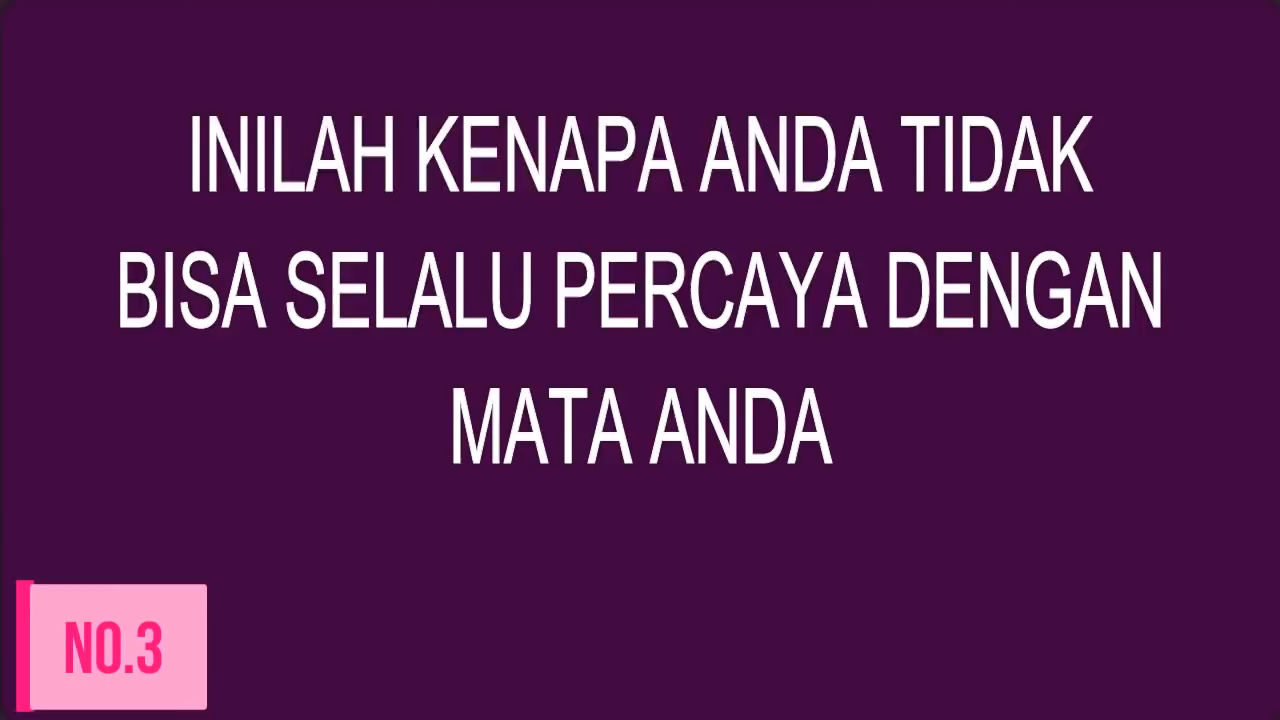 INILAH KENAPA ANDA TIDAK
BISA SELALU PERCAYA DENGAN
MATA ANDA
NO.3